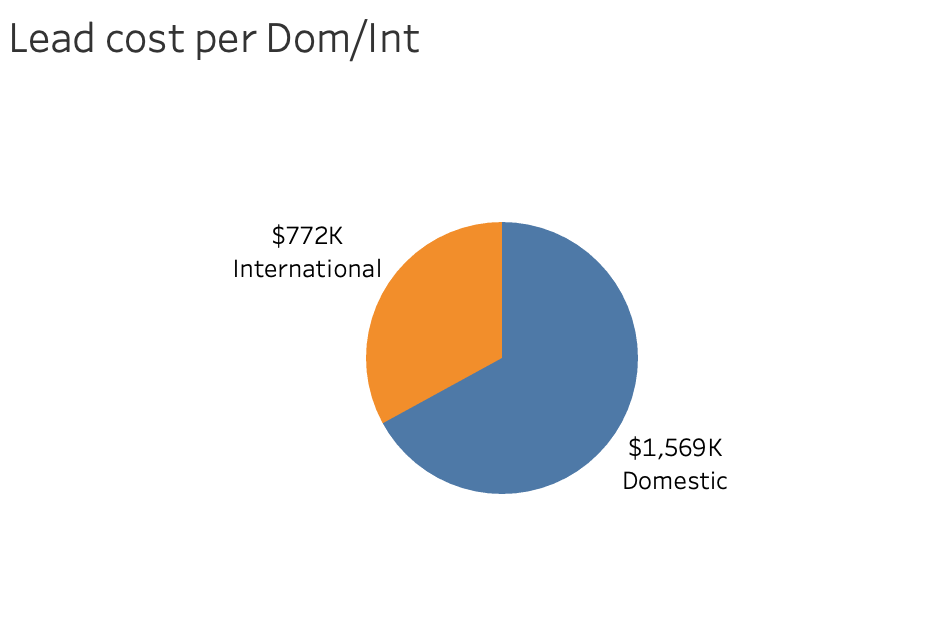 Lead cost per Dom/Int
$772K
International
$1,569K
Domestic